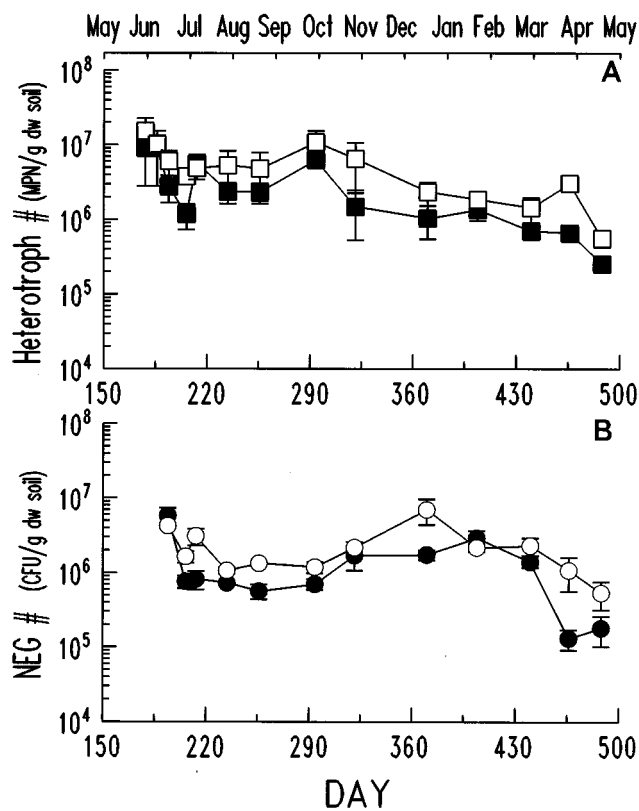 May Jun Jul Aug Sep Oct Nov Dec Jan Feb Mar Apr May
A
Heterotroph # (MPN/g dw soil)
10^8
10^7
10^6
10^5
10^4
150 220 290 360 430 500
B
NEG # (CFU/g dw soil)
10^8
10^7
10^6
10^5
10^4
150 220 290 360 430 500
DAY